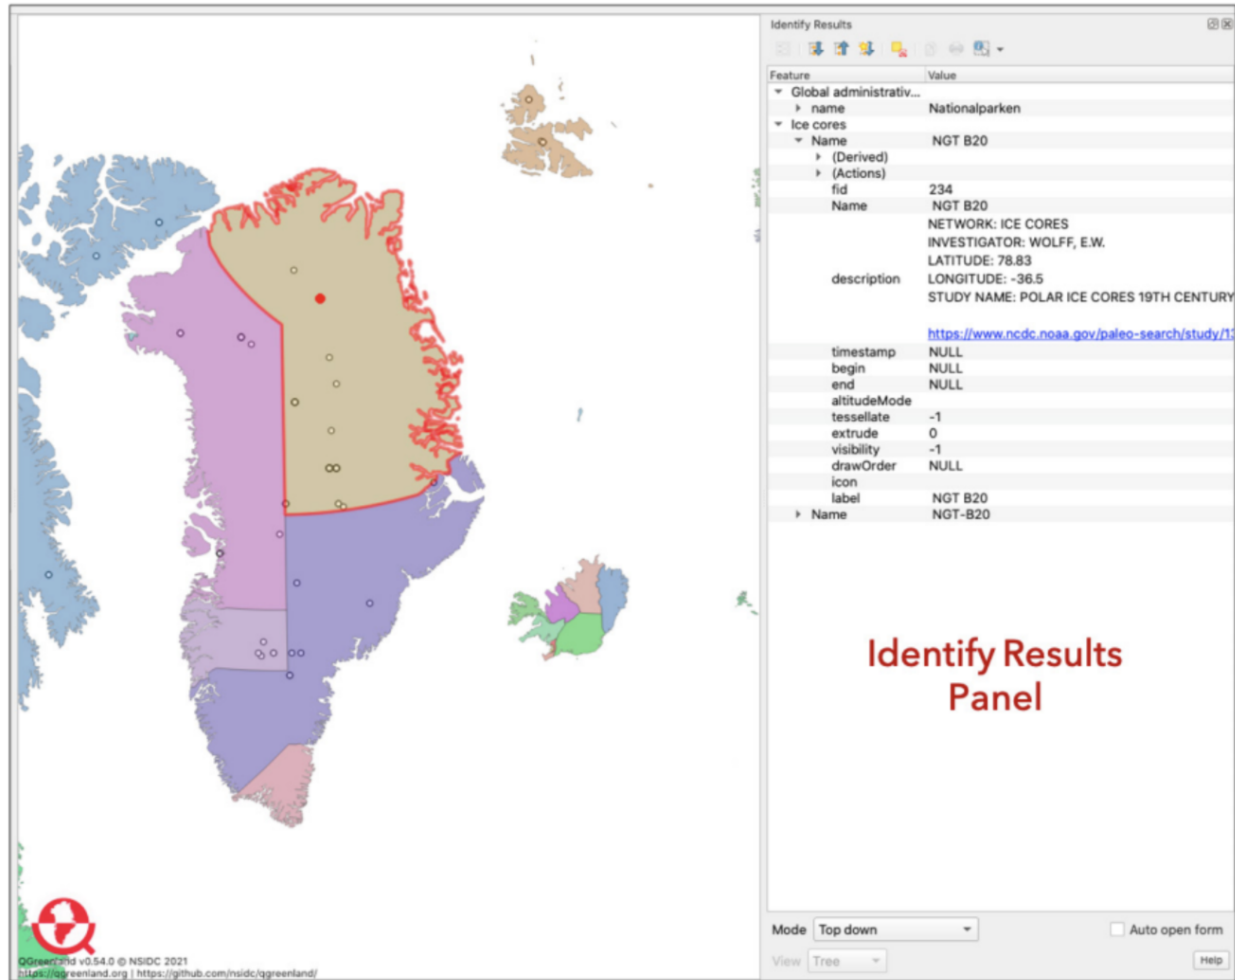 Identify Results
Feature Value
Global administrativ...
name Nationalparken
Ice cores
Name NGT B20
(Derived)
(Actions)
fid 234
Name NGT B20
NETWORK: ICE CORES
INVESTIGATOR: WOLFF, E.W.
LATITUDE: 78.83
description LONGITUDE: -36.5
STUDY NAME: POLAR ICE CORES 19TH CENTURY
https://www.ncdc.noaa.gov/paleo-search/study/1
timestamp NULL
begin NULL
end NULL
altitudeMode
tessellate -1
extrude 0
visibility -1
drawOrder NULL
icon
label NGT B20
Name NGT-B20
Identify Results
Panel
Mode Top down Auto open form
View Tree Help
QGreenland v0.54.0 © NSIDC 2021
https://qgreenland.org | https://github.com/nsidc/qgreenland/